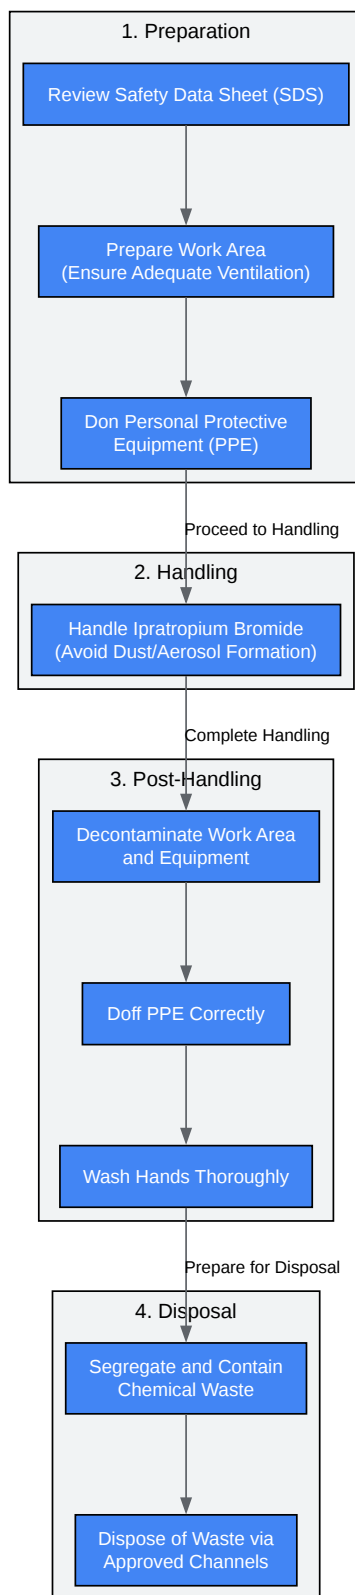 1. Preparation
Review Safety Data Sheet (SDS)
Prepare Work Area
(Ensure Adequate Ventilation)
Don Personal Protective
Equipment (PPE)
Proceed to Handling
2. Handling
Handle Ipratropium Bromide
(Avoid Dust/Aerosol Formation)
Complete Handling
3. Post-Handling
Decontaminate Work Area
and Equipment
Doff PPE Correctly
Wash Hands Thoroughly
Prepare for Disposal
4. Disposal
Segregate and Contain
Chemical Waste
Dispose of Waste via
Approved Channels